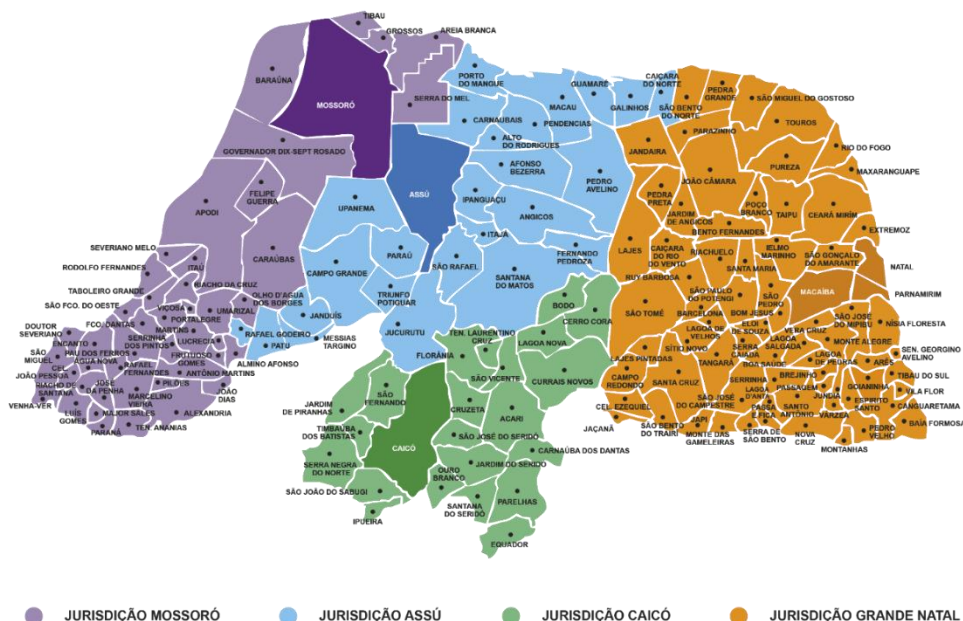 TIBAU
GROSSOS
AREIA BRANCA
BARAÚNA
MOSSORÓ
SERRA DO MEL
GOVERNADOR DIX-SEPT ROSADO
FELIPE
GUERRA
APODI
CARAÚBAS
SEVERIANO MELO
RODOLFO FERNANDES
ITAÚ
TABOLEIRO GRANDE
RIACHO DA CRUZ
SÃO FCO. DO OESTE
VIÇOSA
OLHO D'AGUA
DOS BORGES
UMARIZAL
PORTALEGRE
FCO. DANTAS
MARTINS
DOUTOR
SEVERIANO
ENCANTO
SERRINHA
DOS PINTOS
LUCRECIA
PAU DOS FERROS
FRUTUOSO
GOMES
SÃO
MIGUEL
ÁGUA NOVA
RAFAEL
FERNANDES
ANTÔNIO MARTINS
ALMINO AFONSO
CEL.
JOÃO PESSOA
RIACHO DE
SANTANA
JOSÉ
DA PENHA
PILÕES
JOÃO
DIAS
MARCELINO
VIEIRA
VENHA-VER
LUÍS
GOMES
MAJOR SALES
ALEXANDRIA
PARANÁ
TEN. ANANIAS
PORTO
DO MANGUE
GUAMARÉ
CAIÇARA
DO NORTE
MACAU
GALINHOS
SÃO BENTO
DO NORTE
CARNAUBAIS
PENDENCIAS
ALTO
DO RODRIGUES
AFONSO
BEZERRA
PEDRO
AVELINO
ASSÚ
IPANGUAÇU
UPANEMA
ANGICOS
ITAJA
PARAÚ
FERNANDO
PEDROZA
SÃO RAFAEL
CAMPO GRANDE
SANTANA
DO MATOS
TRIUNFO
POTIGUAR
JANDUÍS
JUCURUTU
MESSIAS
TARGINO
RAFAEL GODEIRO
PATU
BODO
CERRO CORA
TEN. LAURENTINO
CRUZ
LAGOA NOVA
FLORÂNIA
SÃO VICENTE
CURRAIS NOVOS
SÃO
FERNANDO
CRUZETA
JARDIM
DE PIRANHAS
ACARI
TIMBAÚBA
DOS BATISTAS
CAICÓ
SÃO JOSÉ DO SERIDÓ
CARNAÚBA DOS DANTAS
SERRA NEGRA
DO NORTE
OURO
BRANCO
JARDIM DO SERIDO
SÃO JOÃO DO SABUGI
IPUEIRA
SANTANA
DO SERIDÓ
PARELHAS
EQUADOR
PEDRA
GRANDE
SÃO MIGUEL DO GOSTOSO
TOUROS
PARAZINHO
JANDAIRA
RIO DO FOGO
PUREZA
MAXARANGUAPE
JOÃO CÂMARA
PEDRA
PRETA
POÇO
BRANCO
JARDIM
DE ANGICOS
TAIPU
CEARÁ MIRÍM
BENTO FERNANDES
EXTREMOZ
LAJES
CAIÇARA
DO RIO
DO VENTO
RIACHUELO
IELMO
MARINHO
SÃO GONÇALO
DO AMARANTE
SANTA MARIA
NATAL
RUY BARBOSA
SÃO PAULO
DO POTENGI
SÃO
PEDRO
MACAÍBA
PARNAMIRIM
SÃO TOMÉ
BARCELONA
BOM JESUS
SÃO JOSÉ
DO MIPIBU
NÍSIA FLORESTA
LAGOA DE
VELHOS
ELÓI
DE SOUZA
VERA CRUZ
LAGOA
SALGADA
MONTE ALEGRE
SEN. GEORGINO
AVELINO
SÍTIO NOVO
SERRA
CAIADA
LAJES PINTADAS
TANGARÁ
BOA SAÚDE
LAGOA
DE PEDRAS
ARÊS
TIBAU DO SUL
CAMPO
REDONDO
SANTA CRUZ
SERRINHA
BREJINHO
GOIANINHA
VILA FLOR
PASSAGEM
LAGOA
D'ANTA
JUNDIÁ
ESPIRITO
SANTO
CANGUARETAMA
CEL. EZEQUIEL
SÃO JOSÉ
DO CAMPESTRE
PASSA
E FICA
SANTO
ANTÔNIO
VÁRZEA
BAÍA FORMOSA
JAÇANÃ
SÃO BENTO
DO TRAIRÍ
JAPI
MONTE DAS
GAMELEIRAS
SERRA DE
SÃO BENTO
NOVA
CRUZ
PEDRO
VELHO
MONTANHAS
JURISDIÇÃO MOSSORÓ
JURISDIÇÃO ASSÚ
JURISDIÇÃO CAICÓ
JURISDIÇÃO GRANDE NATAL